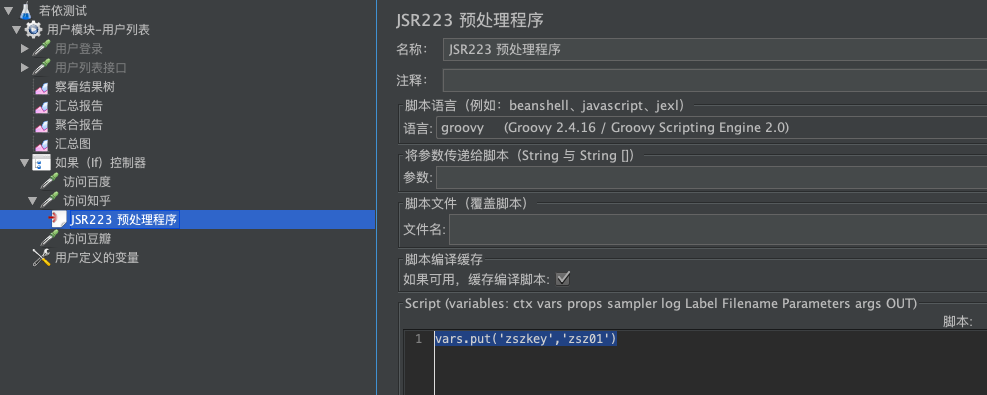 若依测试
用户模块-用户列表
用户登录
用户列表接口
察看结果树
汇总报告
聚合报告
汇总图
如果（If）控制器
访问百度
访问知乎
JSR223 预处理程序
访问豆瓣
用户定义的变量
JSR223 预处理程序
名称： JSR223 预处理程序
注释：
脚本语言（例如：beanshell、javascript、jexl）
语言: groovy (Groovy 2.4.16 / Groovy Scripting Engine 2.0)
将参数传递给脚本（String 与 String []）
参数:
脚本文件（覆盖脚本）
文件名:
脚本编译缓存
如果可用，缓存编译脚本:
Script (variables: ctx vars props sampler log Label Filename Parameters args OUT)
脚本:
1 vars.put('zszkey','zsz01')